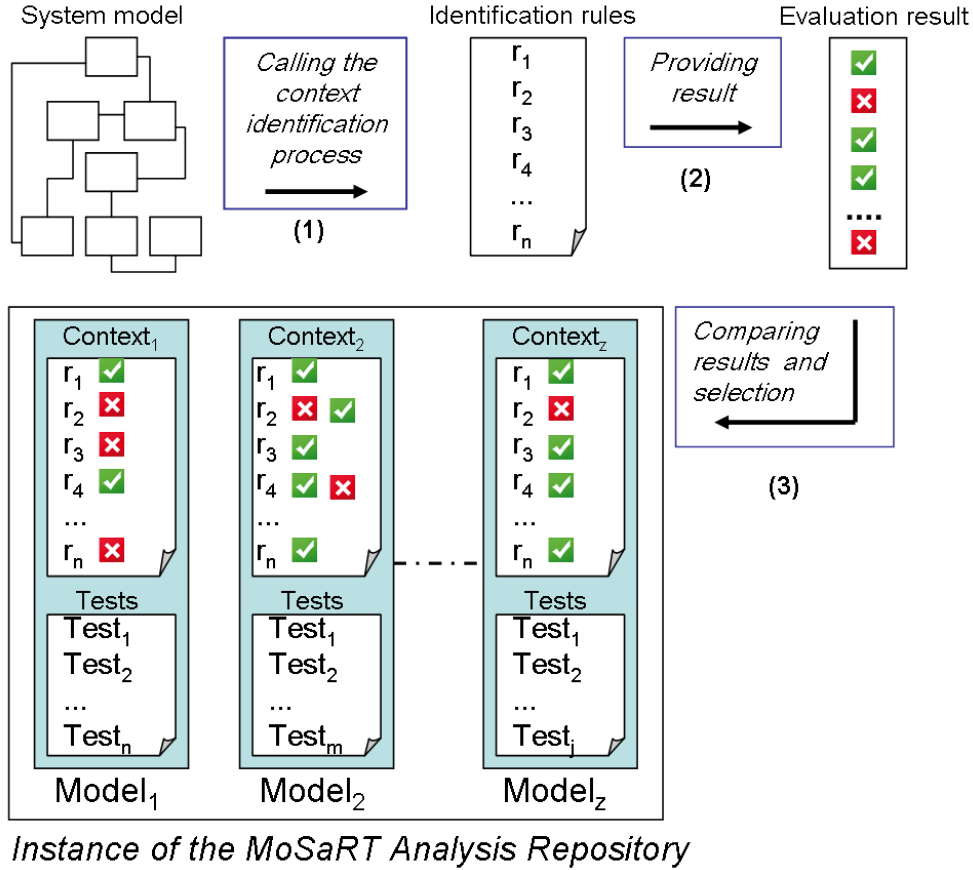 System model
Identification rules
Evaluation result
Calling the
context
identification
process
(1)
r1
r2
r3
r4
...
rn
Providing
result
(2)
....
Context1
r1
r2
r3
r4
...
rn
Tests
Test1
Test2
...
Testn
Model1
Context2
r1
r2
r3
r4
...
rn
Tests
Test1
Test2
...
Testm
Model2
Contextz
r1
r2
r3
r4
...
rn
Tests
Test1
Test2
...
Testj
Modelz
Comparing
results and
selection
(3)
Instance of the MoSaRT Analysis Repository